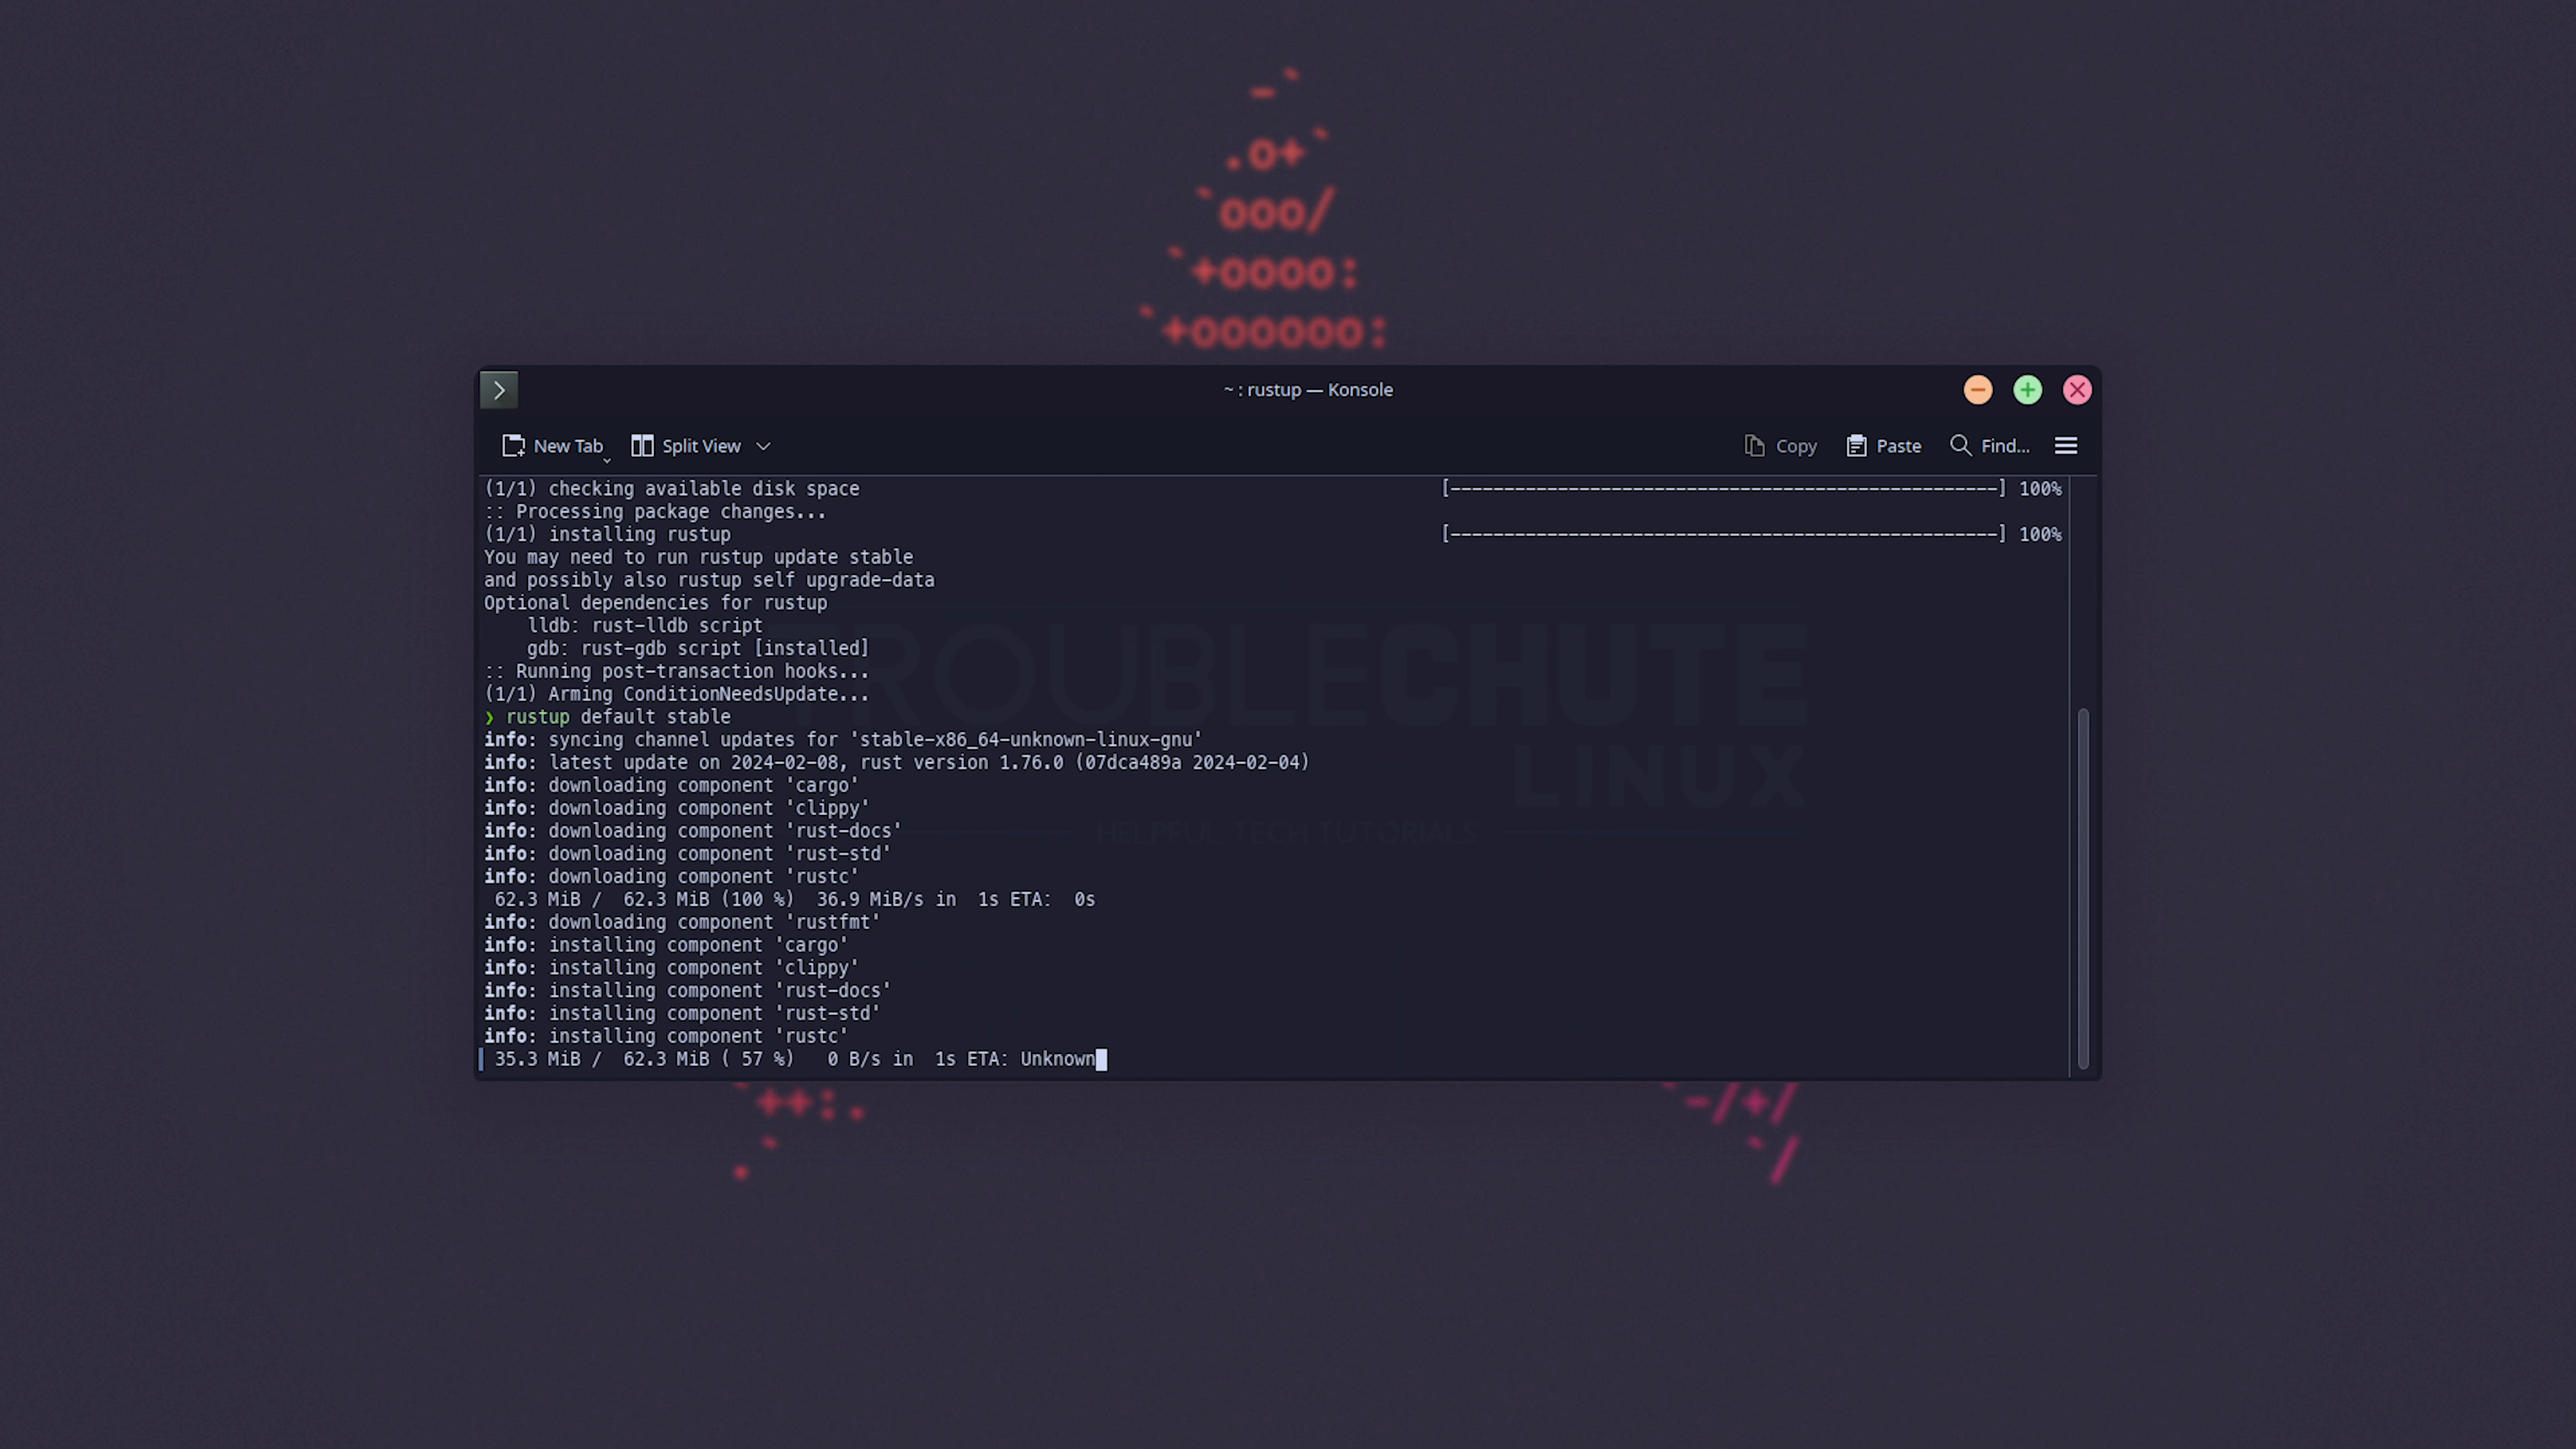 -`
.o+`
`ooo/
`+oooo:
`+oooooo:
~ : rustup — Konsole
New Tab
Split View
Copy
Paste
Find...
(1/1) checking available disk space [---------------------------------------------------] 100%
:: Processing package changes...
(1/1) installing rustup [---------------------------------------------------] 100%
You may need to run rustup update stable
and possibly also rustup self upgrade-data
Optional dependencies for rustup
    lldb: rust-lldb script
    gdb: rust-gdb script [installed]
:: Running post-transaction hooks...
(1/1) Arming ConditionNeedsUpdate...
❯ rustup default stable
info: syncing channel updates for 'stable-x86_64-unknown-linux-gnu'
info: latest update on 2024-02-08, rust version 1.76.0 (07dca489a 2024-02-04)
info: downloading component 'cargo'
info: downloading component 'clippy'
info: downloading component 'rust-docs'
info: downloading component 'rust-std'
info: downloading component 'rustc'
 62.3 MiB /  62.3 MiB (100 %)  36.9 MiB/s in  1s ETA:  0s
info: downloading component 'rustfmt'
info: installing component 'cargo'
info: installing component 'clippy'
info: installing component 'rust-docs'
info: installing component 'rust-std'
info: installing component 'rustc'
 35.3 MiB /  62.3 MiB ( 57 %)   0 B/s in  1s ETA: Unknown
TROUBLECHUTE
LINUX
HELPFUL TECH TUTORIALS
`++:.
`-/+/
`
`/
.